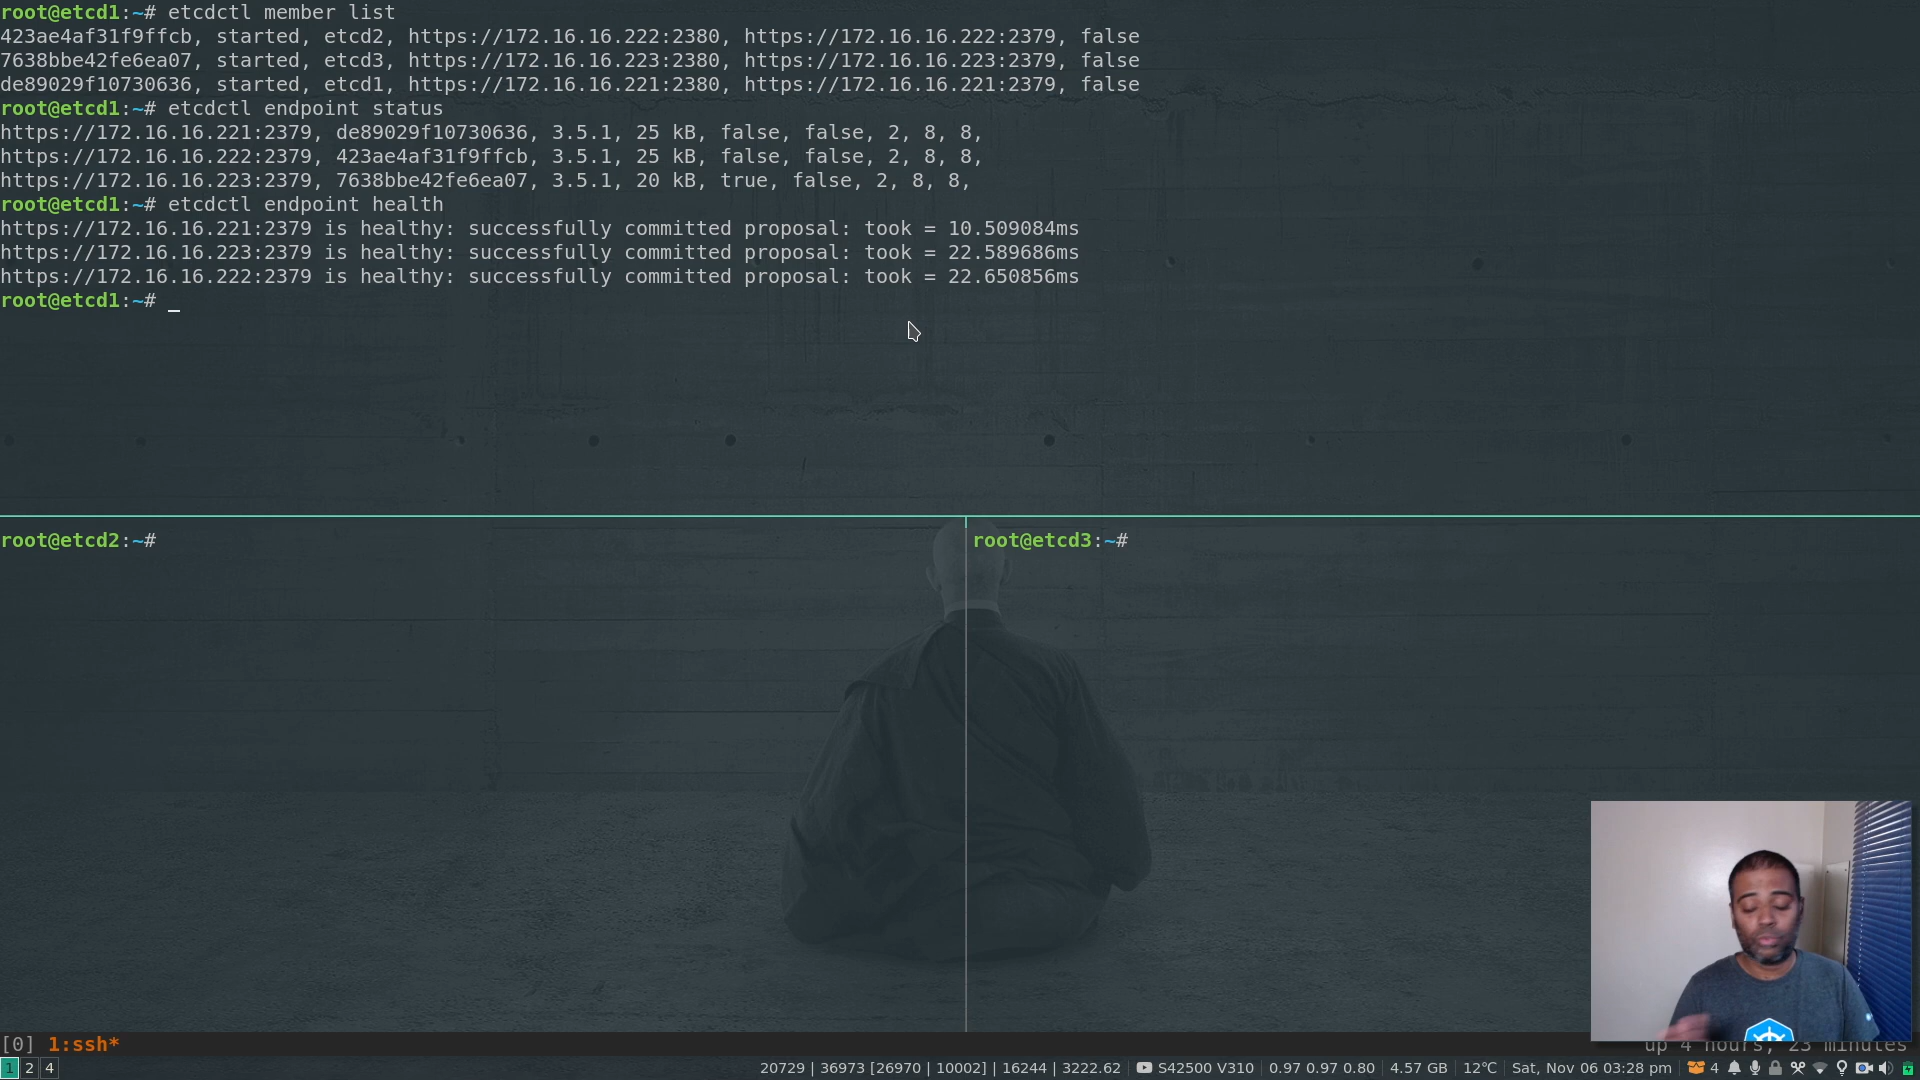 root@etcd1:~# etcdctl member list
423ae4af31f9ffcb, started, etcd2, https://172.16.16.222:2380, https://172.16.16.222:2379, false
7638bbe42fe6ea07, started, etcd3, https://172.16.16.223:2380, https://172.16.16.223:2379, false
de89029f10730636, started, etcd1, https://172.16.16.221:2380, https://172.16.16.221:2379, false
root@etcd1:~# etcdctl endpoint status
https://172.16.16.221:2379, de89029f10730636, 3.5.1, 25 kB, false, false, 2, 8, 8,
https://172.16.16.222:2379, 423ae4af31f9ffcb, 3.5.1, 25 kB, false, false, 2, 8, 8,
https://172.16.16.223:2379, 7638bbe42fe6ea07, 3.5.1, 20 kB, true, false, 2, 8, 8,
root@etcd1:~# etcdctl endpoint health
https://172.16.16.221:2379 is healthy: successfully committed proposal: took = 10.509084ms
https://172.16.16.223:2379 is healthy: successfully committed proposal: took = 22.589686ms
https://172.16.16.222:2379 is healthy: successfully committed proposal: took = 22.650856ms
root@etcd1:~# _
root@etcd2:~#
root@etcd3:~#
[0] 1:ssh*
up 4 hours, 23 minutes
1 2 4
20729 | 36973 [26970 | 10002] | 16244 | 3222.62
S42500 V310
0.97 0.97 0.80
4.57 GB
12℃
Sat, Nov 06 03:28 pm
4